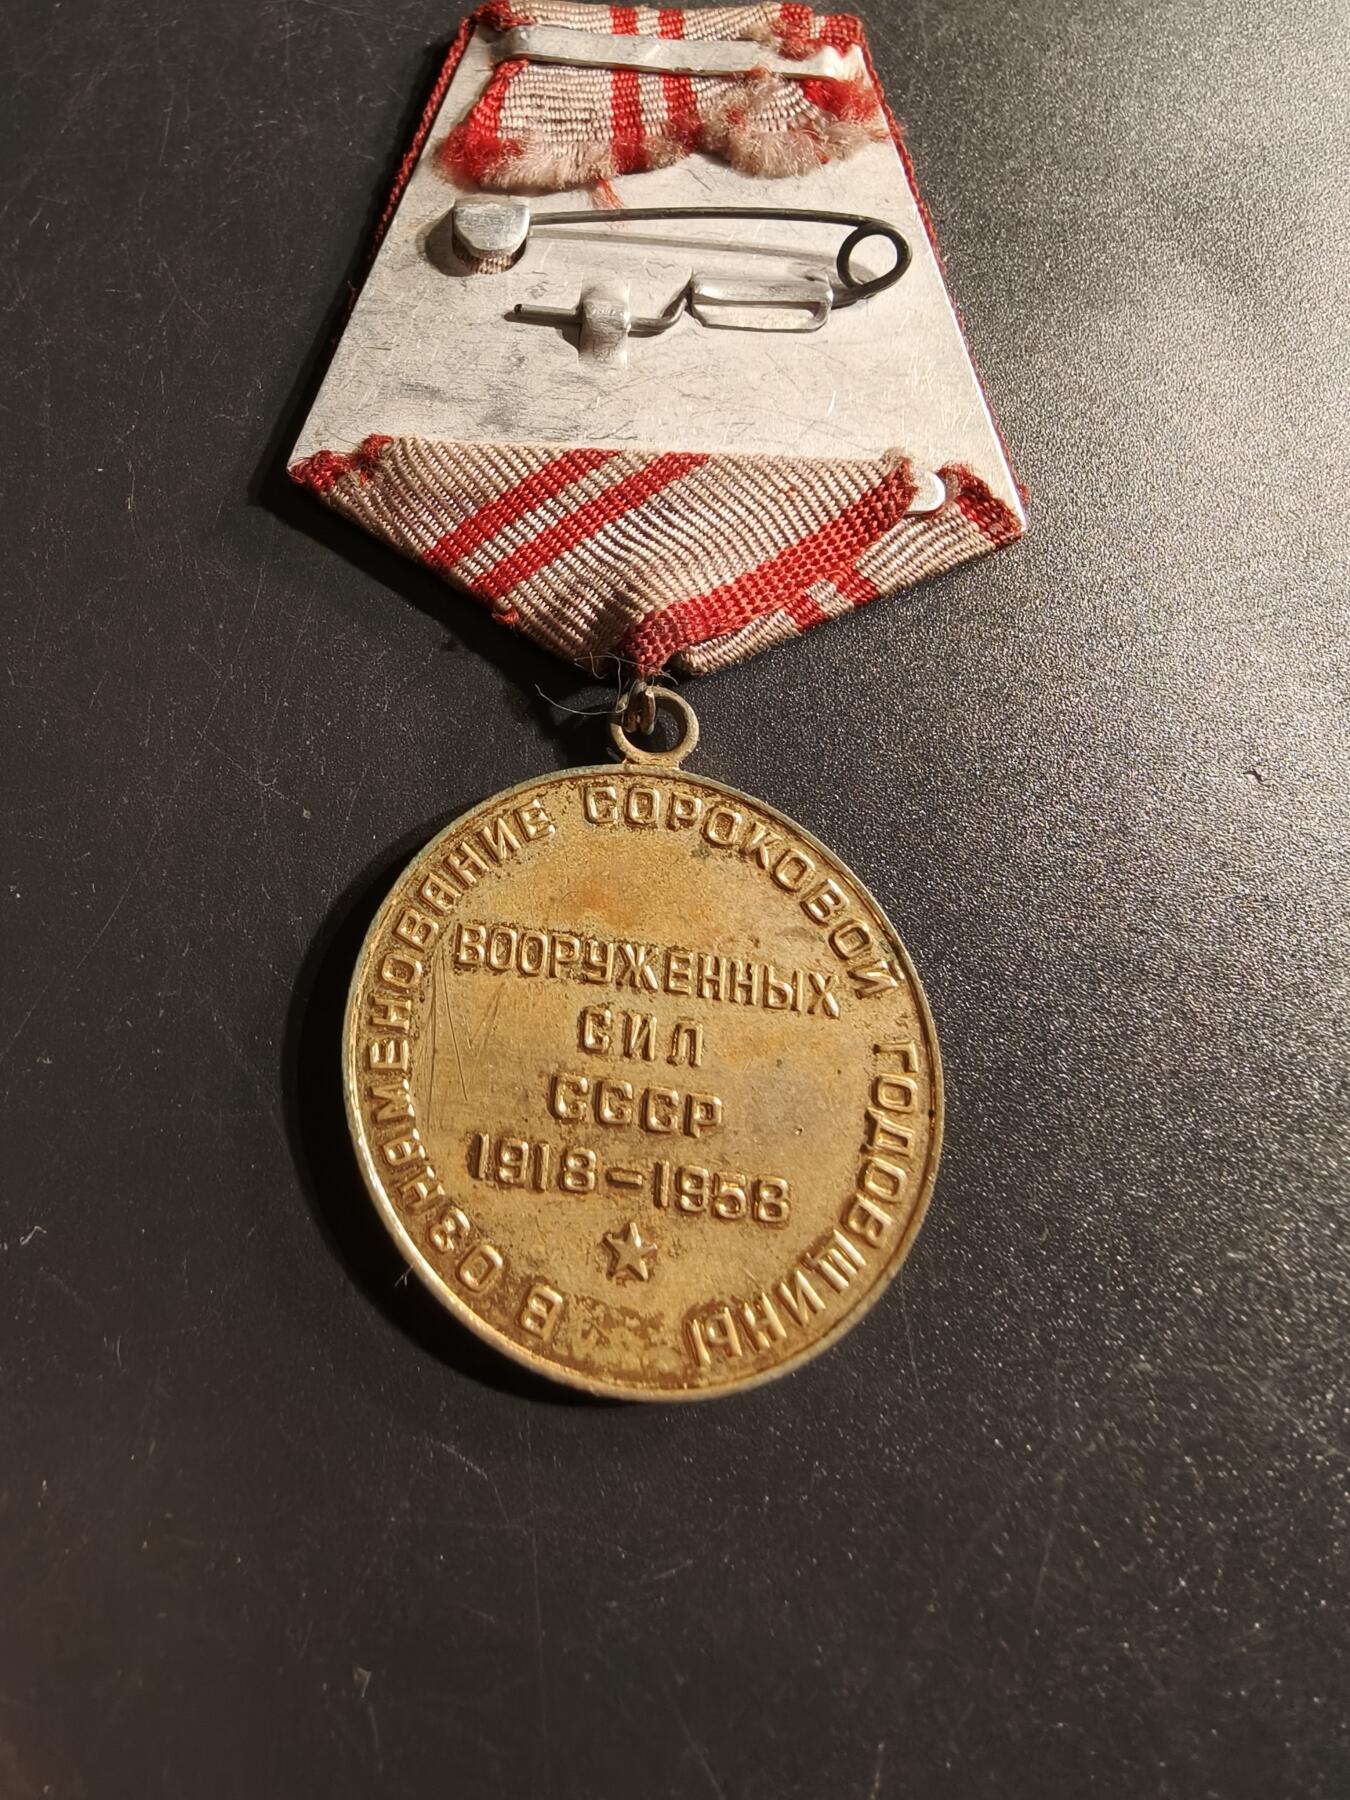 В ОЗНАМЕНОВАНИЕ СОРОКОВОЙ ГОДОВЩИНЫ
ВООРУЖЕННЫХ
СИЛ
СССР
1918-1958